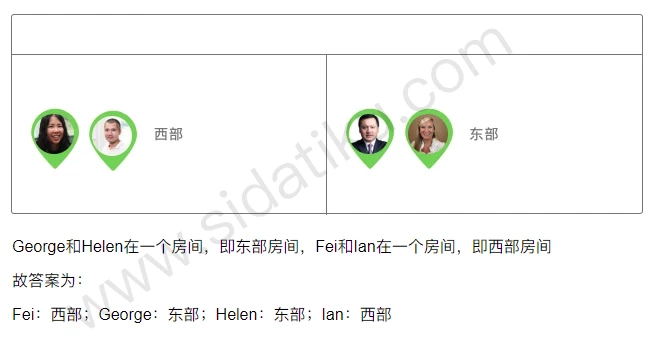 西部
东部
George和Helen在一个房间，即东部房间，Fei和Ian在一个房间，即西部房间
故答案为：
Fei：西部；George：东部；Helen：东部；Ian：西部
www.sidatiku.com